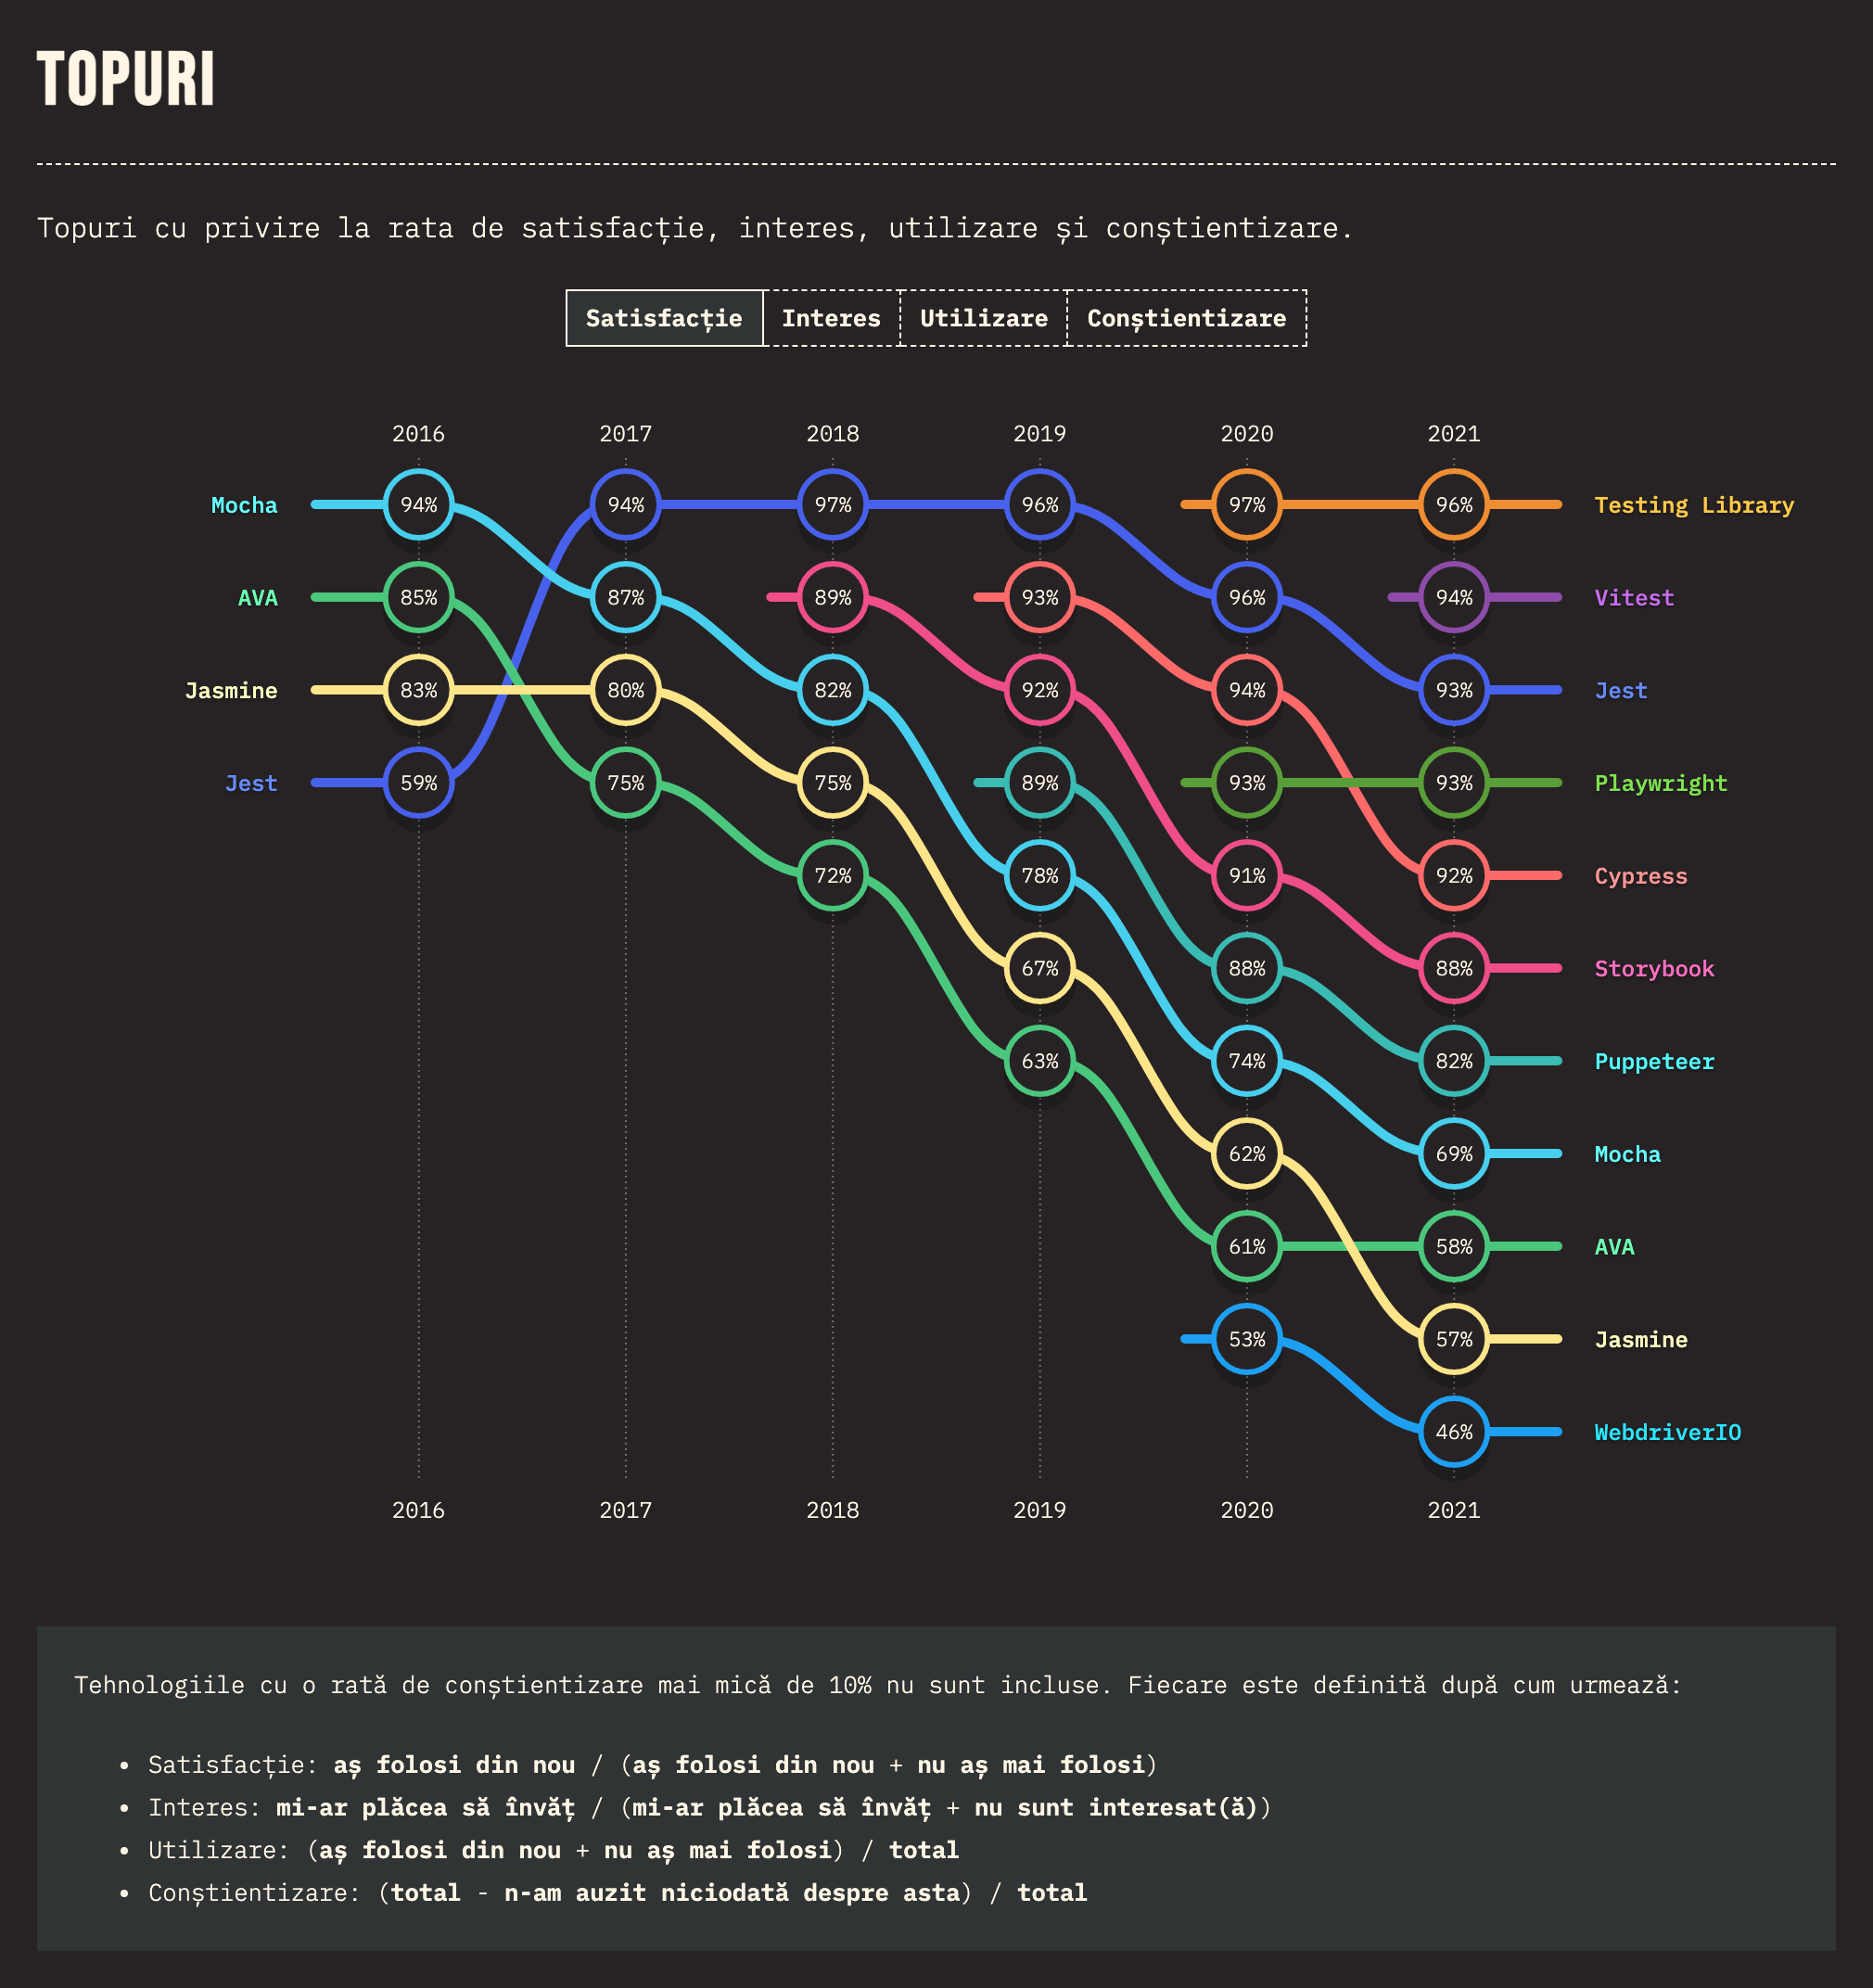 TOPURI
Topuri cu privire la rata de satisfacție, interes, utilizare și conștientizare.
Satisfacție Interes Utilizare Conștientizare
2016 2017 2018 2019 2020 2021
Mocha 94% 94% 97% 96% 97% 96% Testing Library
AVA 85% 87% 89% 93% 96% 94% Vitest
Jasmine 83% 80% 82% 92% 94% 93% Jest
Jest 59% 75% 75% 89% 93% 93% Playwright
72% 78% 91% 92% Cypress
67% 88% 88% Storybook
63% 74% 82% Puppeteer
62% 69% Mocha
61% 58% AVA
53% 57% Jasmine
46% WebdriverIO
2016 2017 2018 2019 2020 2021
Tehnologiile cu o rată de conștientizare mai mică de 10% nu sunt incluse. Fiecare este definită după cum urmează:
• Satisfacție: aș folosi din nou / (aș folosi din nou + nu aș mai folosi)
• Interes: mi-ar plăcea să învăț / (mi-ar plăcea să învăț + nu sunt interesat(ă))
• Utilizare: (aș folosi din nou + nu aș mai folosi) / total
• Conștientizare: (total - n-am auzit niciodată despre asta) / total